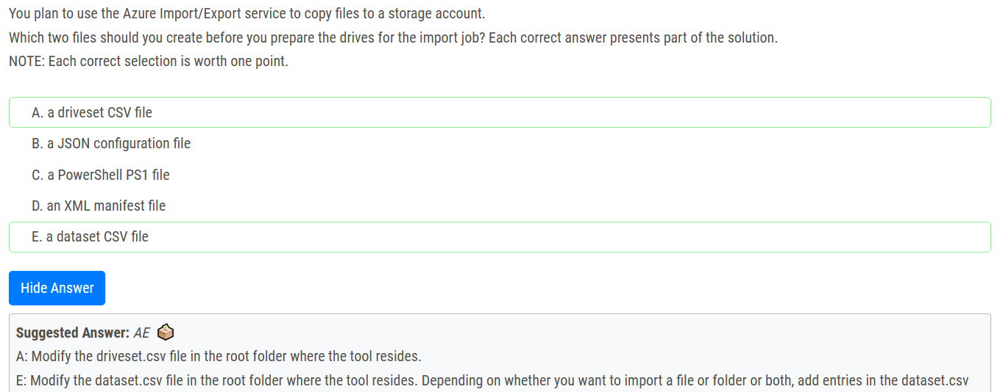 You plan to use the Azure Import/Export service to copy files to a storage account.
Which two files should you create before you prepare the drives for the import job? Each correct answer presents part of the solution.
NOTE: Each correct selection is worth one point.
A. a driveset CSV file
B. a JSON configuration file
C. a PowerShell PS1 file
D. an XML manifest file
E. a dataset CSV file
Hide Answer
Suggested Answer: AE
A: Modify the driveset.csv file in the root folder where the tool resides.
E: Modify the dataset.csv file in the root folder where the tool resides. Depending on whether you want to import a file or folder or both, add entries in the dataset.csv